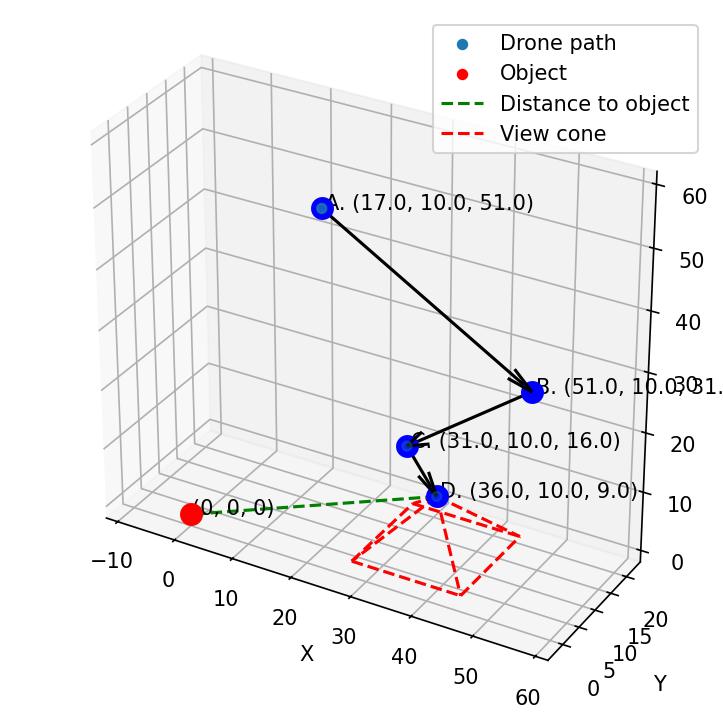 Drone path
Object
Distance to object
View cone
A. (17.0, 10.0, 51.0)
B. (51.0, 10.0, 31.
(31.0, 10.0, 16.0)
D. (36.0, 10.0, 9.0)
(0, 0, 0)
60
50
40
30
20
10
0
−10
0
10
20
30
40
50
60
X
0
5
10
15
20
Y